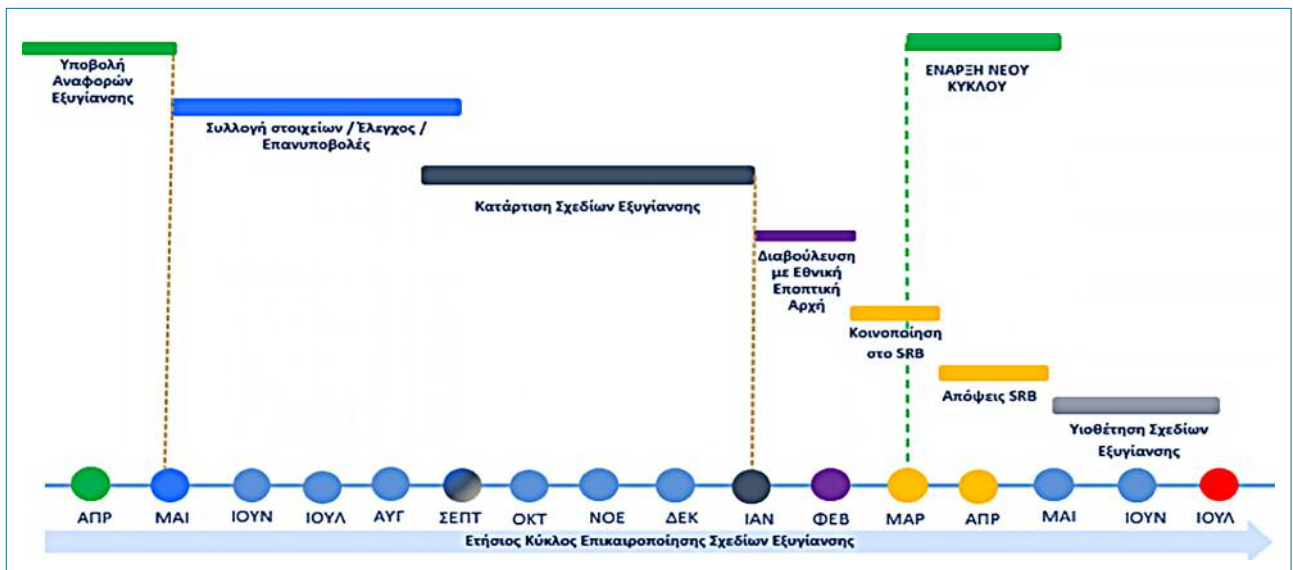 Υποβολή
Αναφορών
Εξυγίανσης
ΕΝΑΡΞΗ ΝΕΟΥ
ΚΥΚΛΟΥ
Συλλογή στοιχείων / Έλεγχος /
Επανυποβολές
Κατάρτιση Σχεδίων Εξυγίανσης
Διαβούλευση
με Εθνική
Εποπτική
Αρχή
Κοινοποίηση
στο SRB
Απόψεις SRB
Υιοθέτηση Σχεδίων
Εξυγίανσης
ΑΠΡ ΜΑΙ ΙΟΥΝ ΙΟΥΛ ΑΥΓ ΣΕΠΤ ΟΚΤ ΝΟΕ ΔΕΚ ΙΑΝ ΦΕΒ ΜΑΡ ΑΠΡ ΜΑΙ ΙΟΥΝ ΙΟΥΛ
Ετήσιος Κύκλος Επικαιροποίησης Σχεδίων Εξυγίανσης